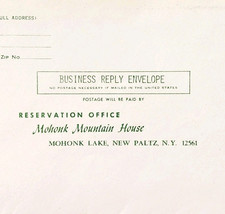 ULL ADDRESS:
ZIP No.
BUSINESS REPLY ENVELOPE
NO POSTAGE NECESSARY IF MAILED IN THE UNITED STATES
POSTAGE WILL BE PAID BY
RESERVATION OFFICE
Mohonk Mountain House
MOHONK LAKE, NEW PALTZ, N.Y. 12561